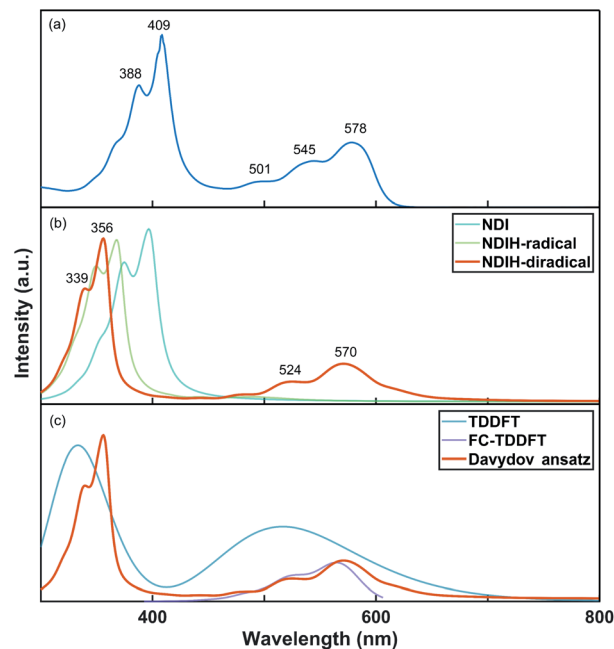 (a)
409
388
578
545
501
(b)
356
339
524
570
NDI
NDIH-radical
NDIH-diradical
Intensity (a.u.)
(c)
TDDFT
FC-TDDFT
Davydov ansatz
400
600
800
Wavelength (nm)